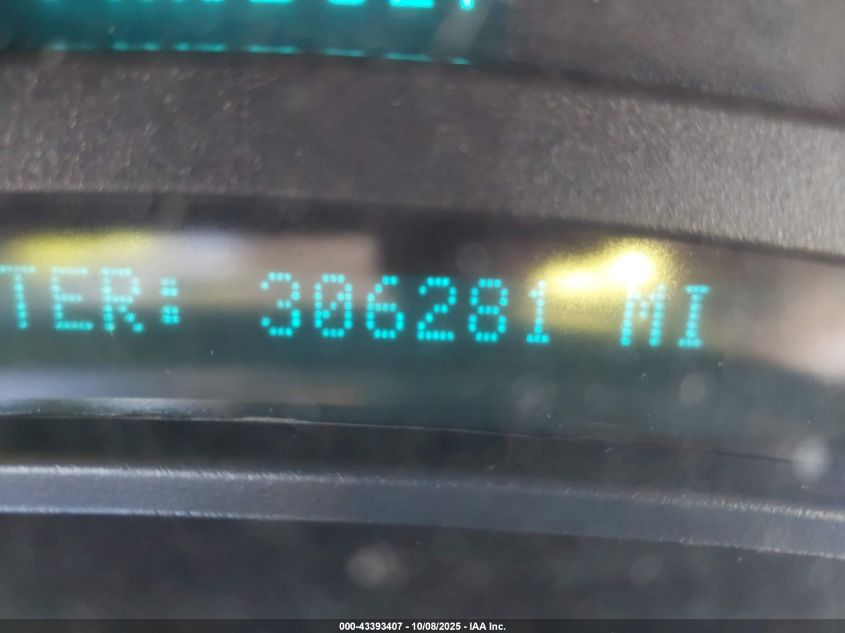 TER: 306281 MI
000-43393407 - 10/08/2025 - IAA Inc.